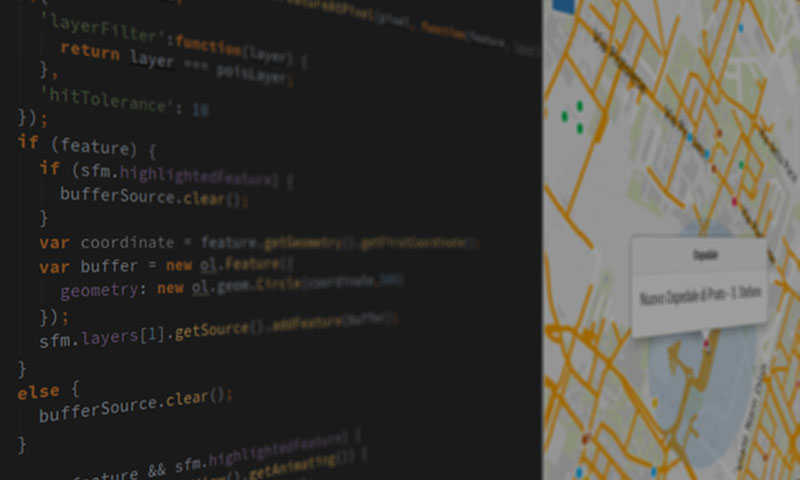 'layerFilter':function(layer) {
return layer === poisLayer;
},
'hitTolerance': 10
});
if (feature) {
if (sfm.highlightedFeature) {
bufferSource.clear();
}
var coordinate = feature.getGeometry().getFirstCoordinate();
var buffer = new ol.Feature({
geometry: new ol.geom.Circle(coordinate,500)
});
sfm.layers[1].getSource().addFeature(buffer);
}
else {
bufferSource.clear();
}
feature && sfm.highlightedFeature) {
.getAnimating()) {
Ospedale
Nuovo Ospedale di Prato - S. Stefano